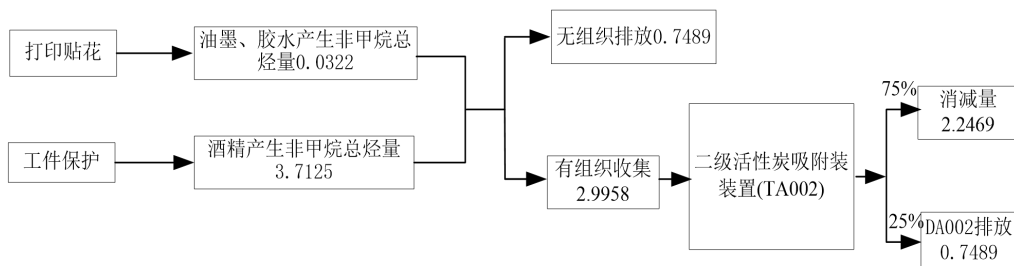 打印贴花
油墨、胶水产生非甲烷总
烃量0.0322
无组织排放0.7489
工件保护
酒精产生非甲烷总烃量
3.7125
有组织收集
2.9958
二级活性炭吸附装
装置(TA002)
75%
消减量
2.2469
25%
DA002排放
0.7489